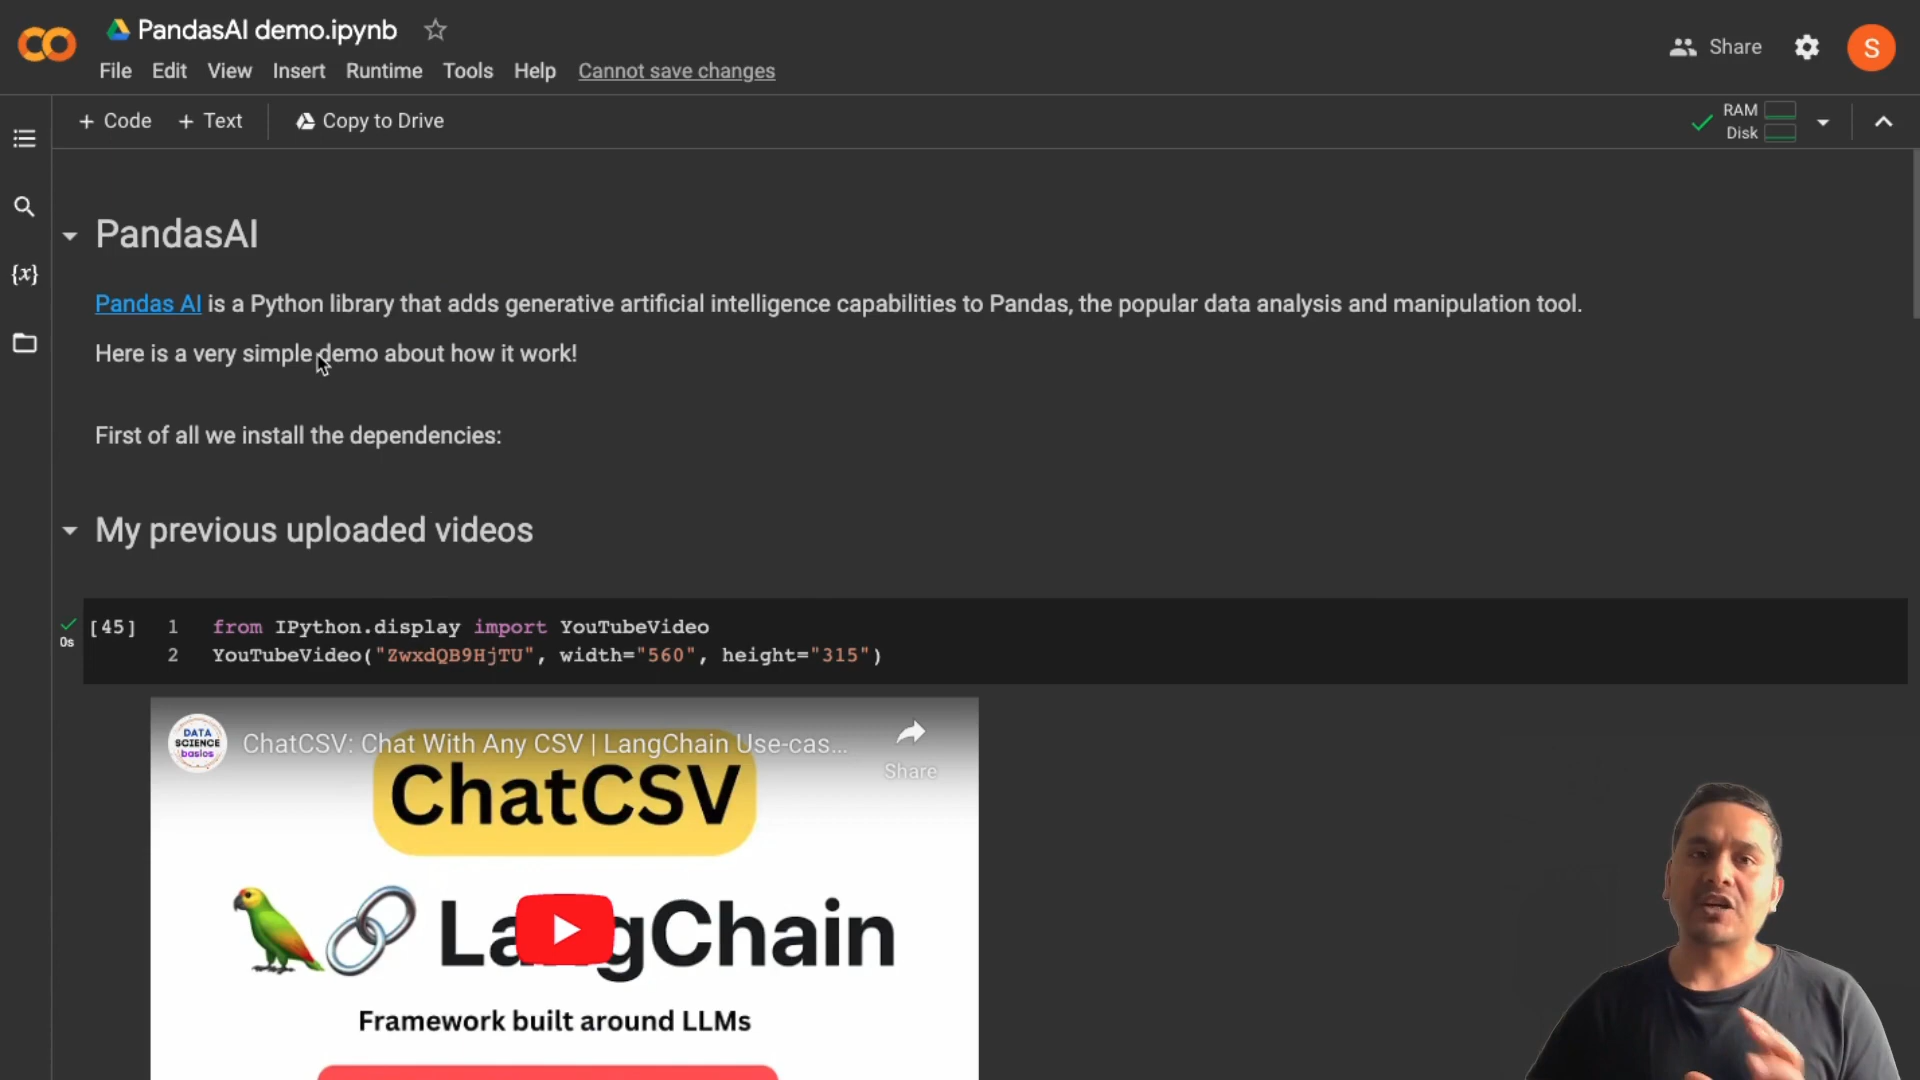 PandasAI demo.ipynb
File Edit View Insert Runtime Tools Help Cannot save changes
Share
S
+ Code + Text Copy to Drive
RAM
Disk
{x}
PandasAI
Pandas AI is a Python library that adds generative artificial intelligence capabilities to Pandas, the popular data analysis and manipulation tool.
Here is a very simple demo about how it work!
First of all we install the dependencies:
My previous uploaded videos
0s
[45]
1 from IPython.display import YouTubeVideo
2 YouTubeVideo("ZwxdQB9HjTU", width="560", height="315")
DATA
SCIENCE
basics
ChatCSV: Chat With Any CSV | LangChain Use-cas...
Share
ChatCSV
LangChain
Framework built around LLMs